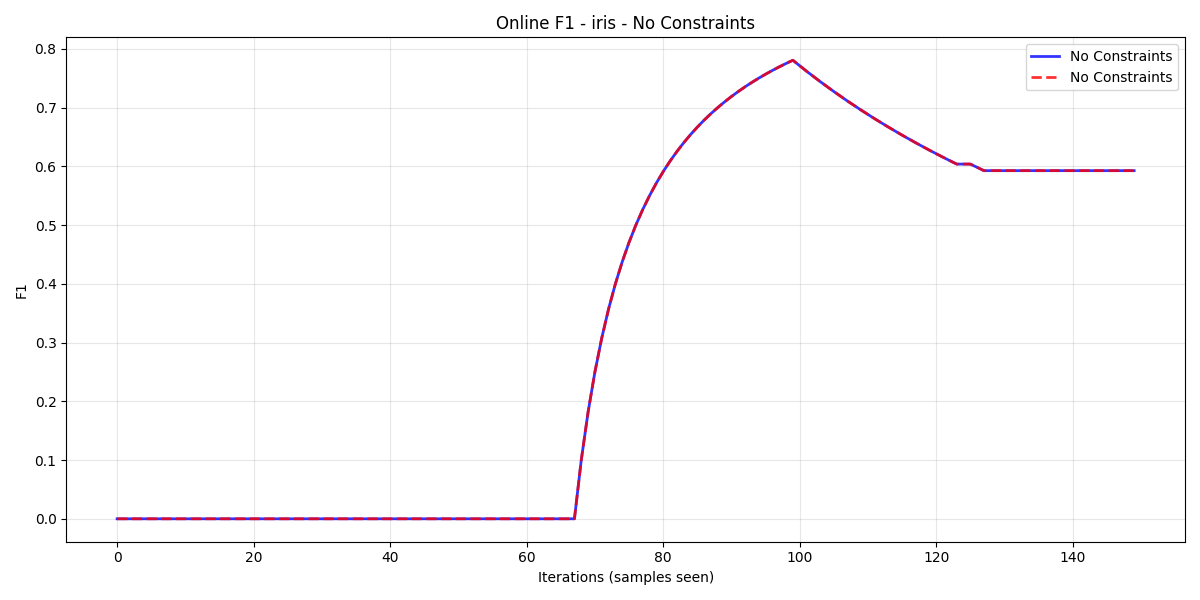 Online F1 - iris - No Constraints
No Constraints
No Constraints
F1
0.8
0.7
0.6
0.5
0.4
0.3
0.2
0.1
0.0
0 20 40 60 80 100 120 140
Iterations (samples seen)